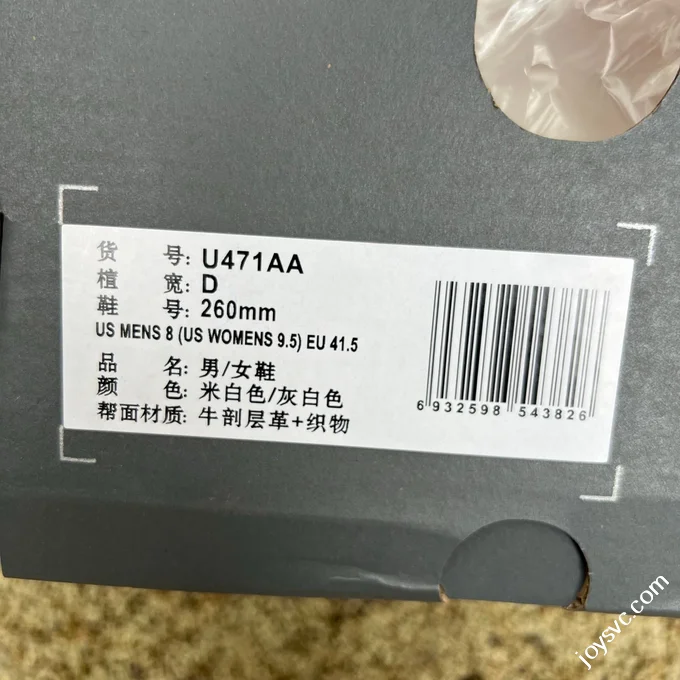 货 号: U471AA
楦 宽: D
鞋 号: 260mm
US MENS 8 (US WOMENS 9.5) EU 41.5
品 名: 男/女鞋
颜 色: 米白色/灰白色
帮面材质: 牛剖层革+织物
6 932598 543826
joysvc.com